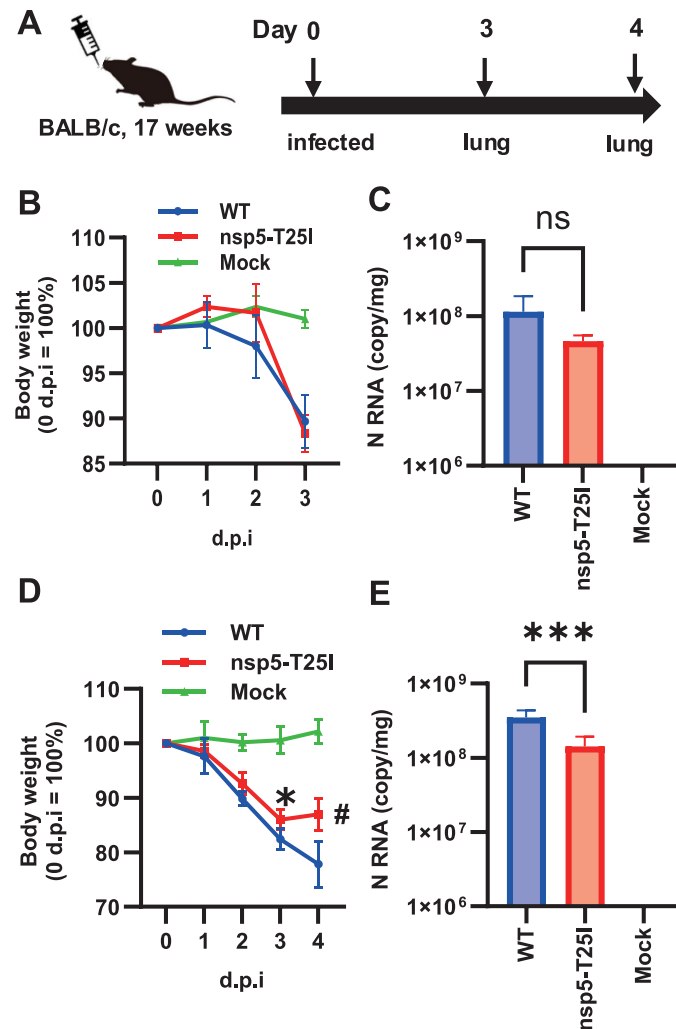 A
Day 0 3 4
BALB/c, 17 weeks
infected lung lung
B
WT
nsp5-T25I
Mock
Body weight
(0 d.p.i = 100%)
110
105
100
95
90
85
0 1 2 3
d.p.i
C
ns
N RNA (copy/mg)
1×10⁹
1×10⁸
1×10⁷
1×10⁶
WT
nsp5-T25I
Mock
D
WT
nsp5-T25I
Mock
Body weight
(0 d.p.i = 100%)
110
100
90
80
70
*
#
0 1 2 3 4
d.p.i
E
***
N RNA (copy/mg)
1×10⁹
1×10⁸
1×10⁷
1×10⁶
WT
nsp5-T25I
Mock